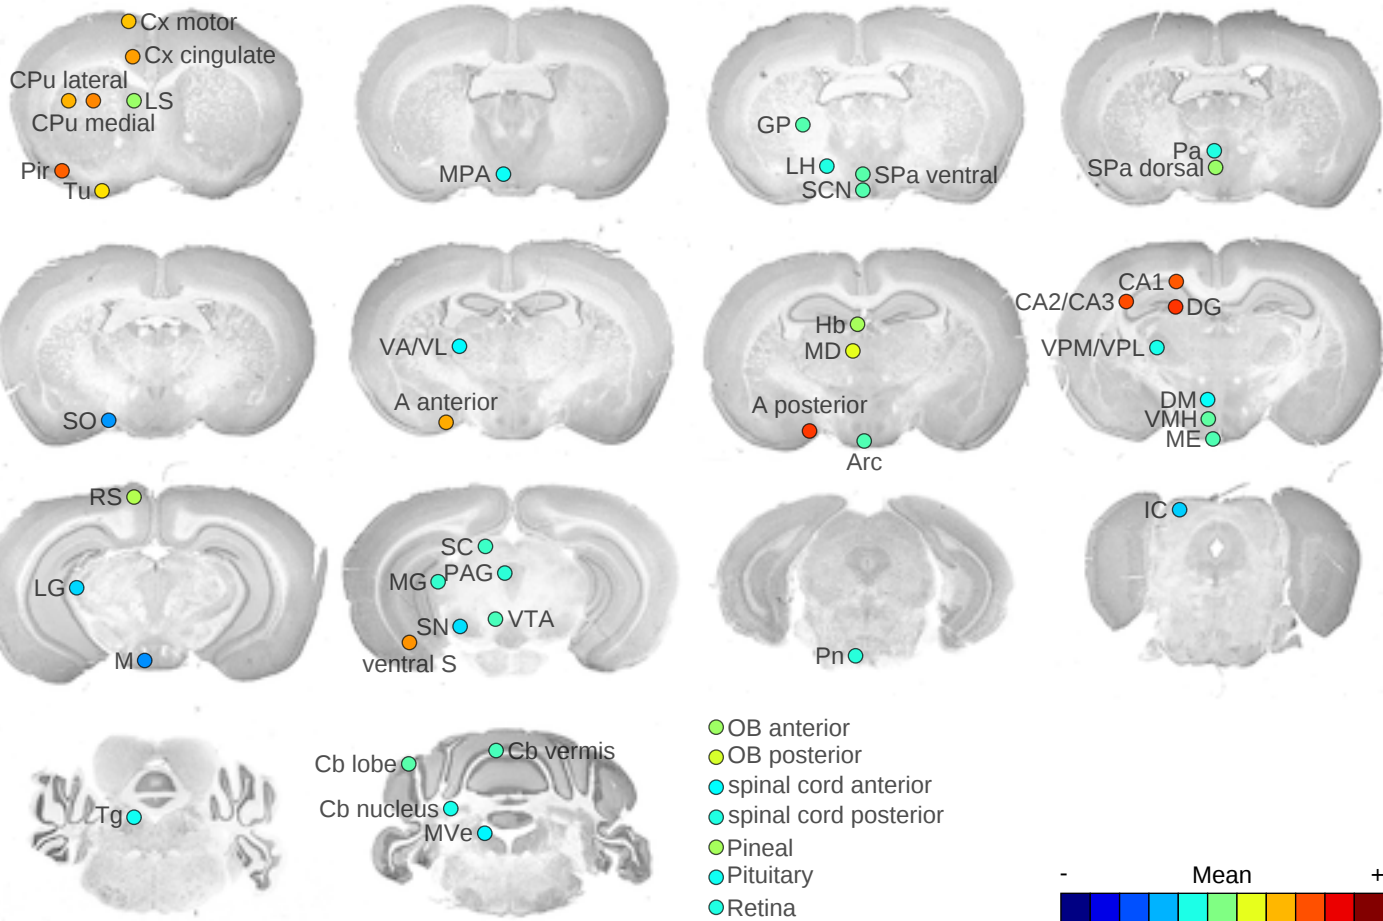 Cx motor
Cx cingulate
CPu lateral
LS
CPu medial
Pir
Tu
MPA
GP
LH
SPa ventral
SCN
Pa
SPa dorsal
SO
VA/VL
A anterior
Hb
MD
A posterior
Arc
CA1
CA2/CA3
DG
VPM/VPL
DM
VMH
ME
RS
LG
M
SC
MG
PAG
SN
VTA
ventral S
Pn
IC
Tg
Cb lobe
Cb vermis
Cb nucleus
MVe
OB anterior
OB posterior
spinal cord anterior
spinal cord posterior
Pineal
Pituitary
Retina
- Mean +